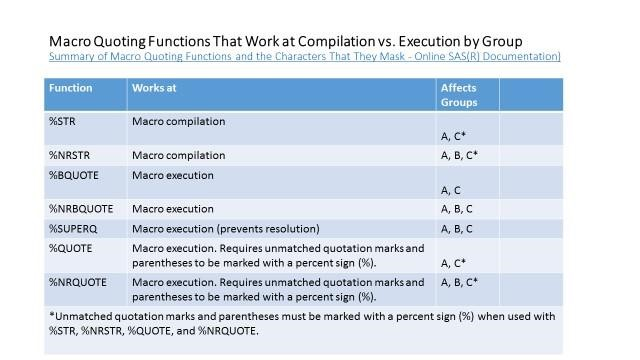 Macro Quoting Functions That Work at Compilation vs. Execution by Group
Summary of Macro Quoting Functions and the Characters That They Mask - Online SAS(R) Documentation)
Function Works at Affects
Groups
%STR Macro compilation A, C*
%NRSTR Macro compilation A, B, C*
%BQUOTE Macro execution A, C
%NRBQUOTE Macro execution A, B, C
%SUPERQ Macro execution (prevents resolution) A, B, C
%QUOTE Macro execution. Requires unmatched quotation marks and
parentheses to be marked with a percent sign (%). A, C*
%NRQUOTE Macro execution. Requires unmatched quotation marks and A, B, C*
parentheses to be marked with a percent sign (%).
*Unmatched quotation marks and parentheses must be marked with a percent sign (%) when used with
%STR, %NRSTR, %QUOTE, and %NRQUOTE.